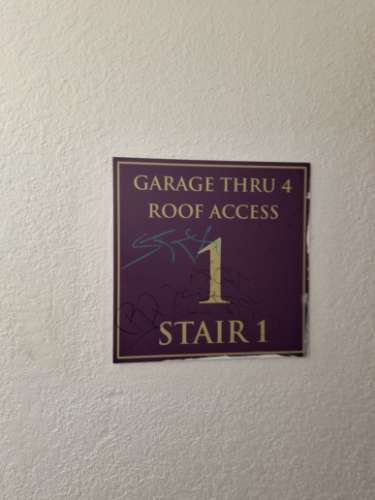 GARAGE THRU 4
ROOF ACCESS
1
STAIR 1